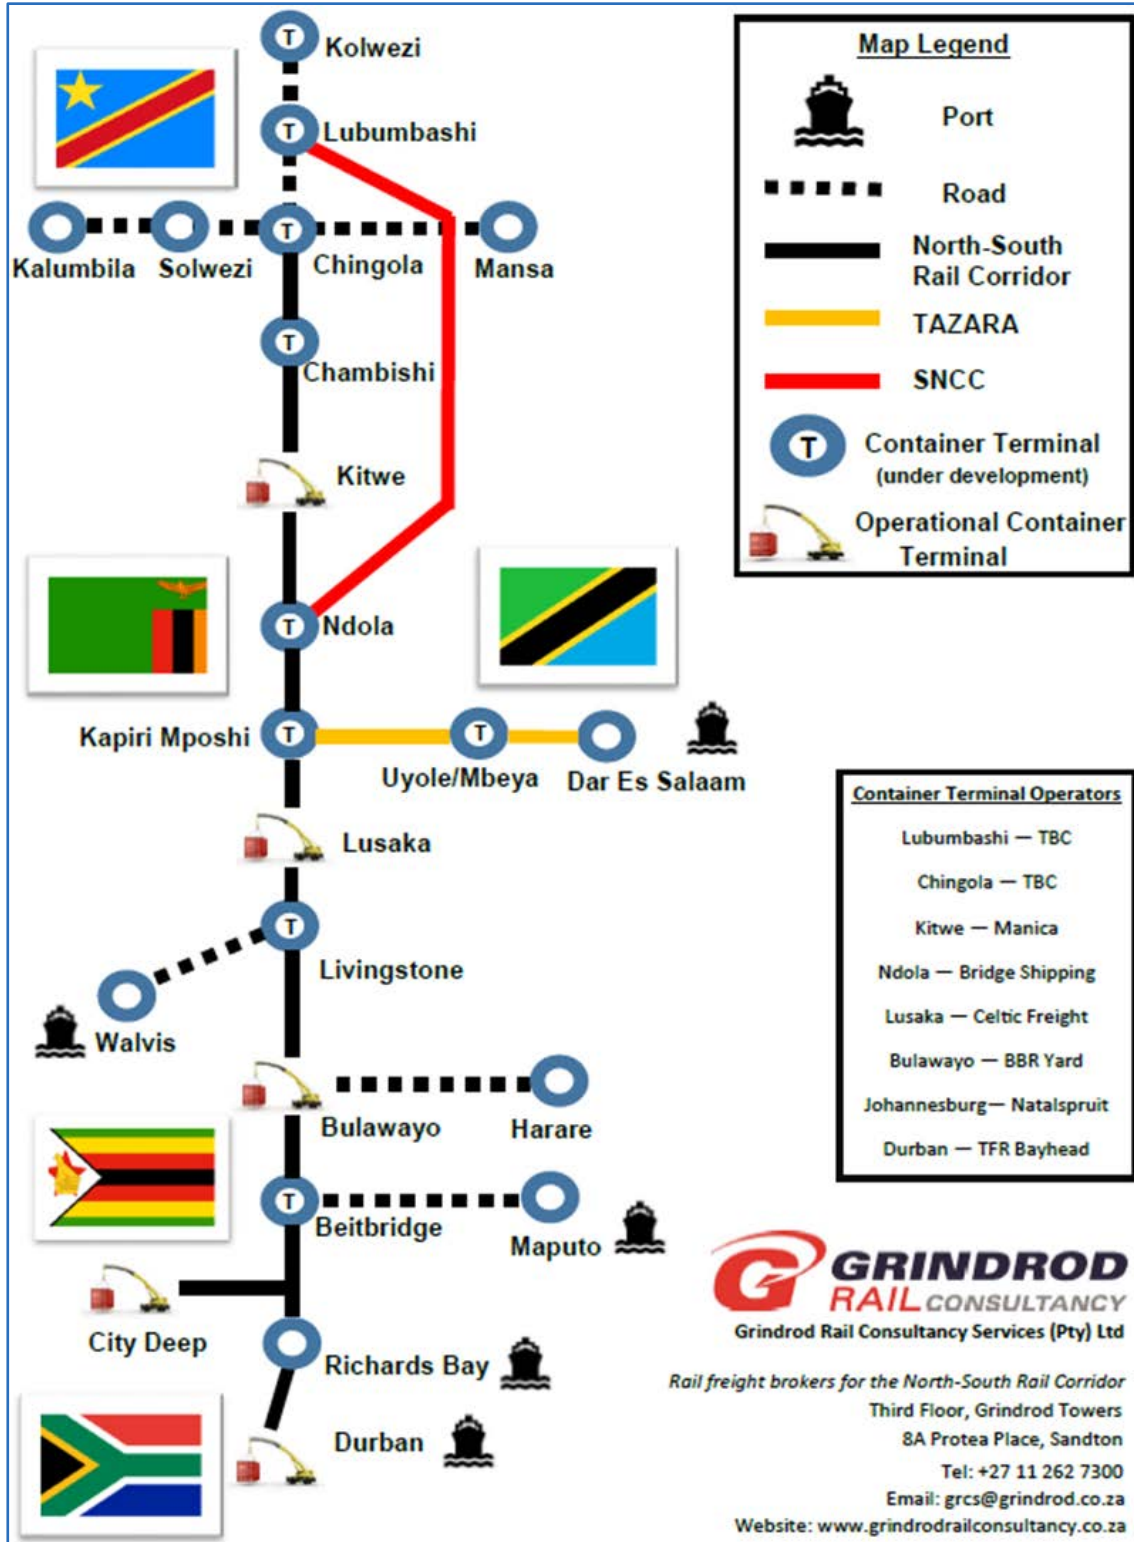 T
Kolwezi
T
Lubumbashi
T
Kalumbila
Solwezi
Chingola
Mansa
T
Chambishi
Kitwe
T
Ndola
Kapiri Mposhi
T
T
Uyole/Mbeya
Dar Es Salaam
Lusaka
T
Livingstone
Walvis
Bulawayo
Harare
T
Beitbridge
Maputo
City Deep
Richards Bay
Durban
Map Legend
Port
Road
North-South
Rail Corridor
TAZARA
SNCC
T
Container Terminal
(under development)
Operational Container
Terminal
Container Terminal Operators
Lubumbashi — TBC
Chingola — TBC
Kitwe — Manica
Ndola — Bridge Shipping
Lusaka — Celtic Freight
Bulawayo — BBR Yard
Johannesburg— Natalspruit
Durban — TFR Bayhead
GRINDROD
RAIL CONSULTANCY
Grindrod Rail Consultancy Services (Pty) Ltd
Rail freight brokers for the North-South Rail Corridor
Third Floor, Grindrod Towers
8A Protea Place, Sandton
Tel: +27 11 262 7300
Email: grcs@grindrod.co.za
Website: www.grindrodrailconsultancy.co.za